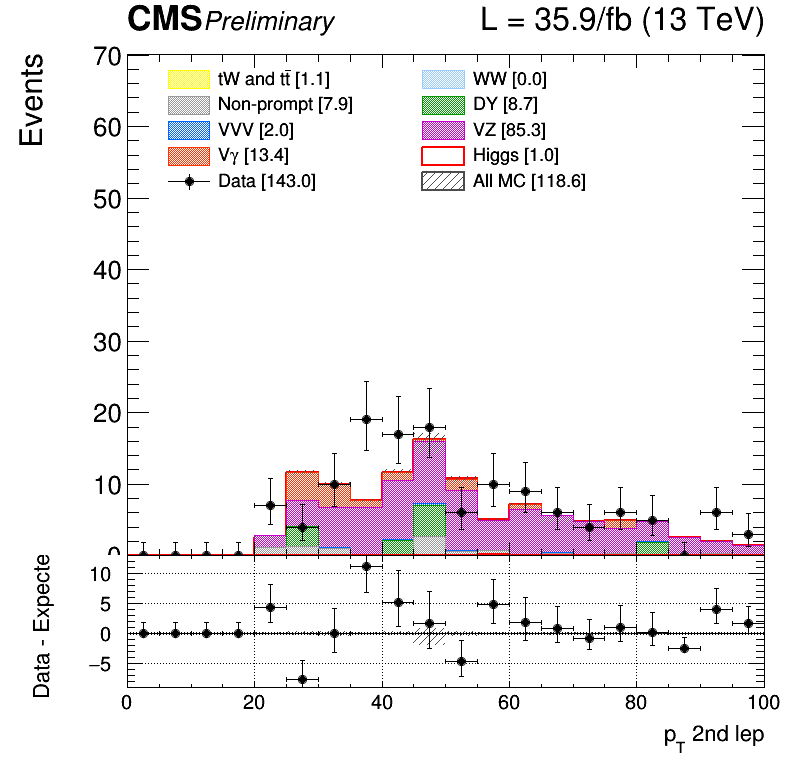 CMS Preliminary L = 35.9/fb (13 TeV)
Events
70
60
50
40
30
20
10
0
tW and tt̄ [1.1]
Non-prompt [7.9]
VVV [2.0]
Vγ [13.4]
Data [143.0]
WW [0.0]
DY [8.7]
VZ [85.3]
Higgs [1.0]
All MC [118.6]
Data - Expecte
10
5
0
−5
0 20 40 60 80 100
p_T 2nd lep